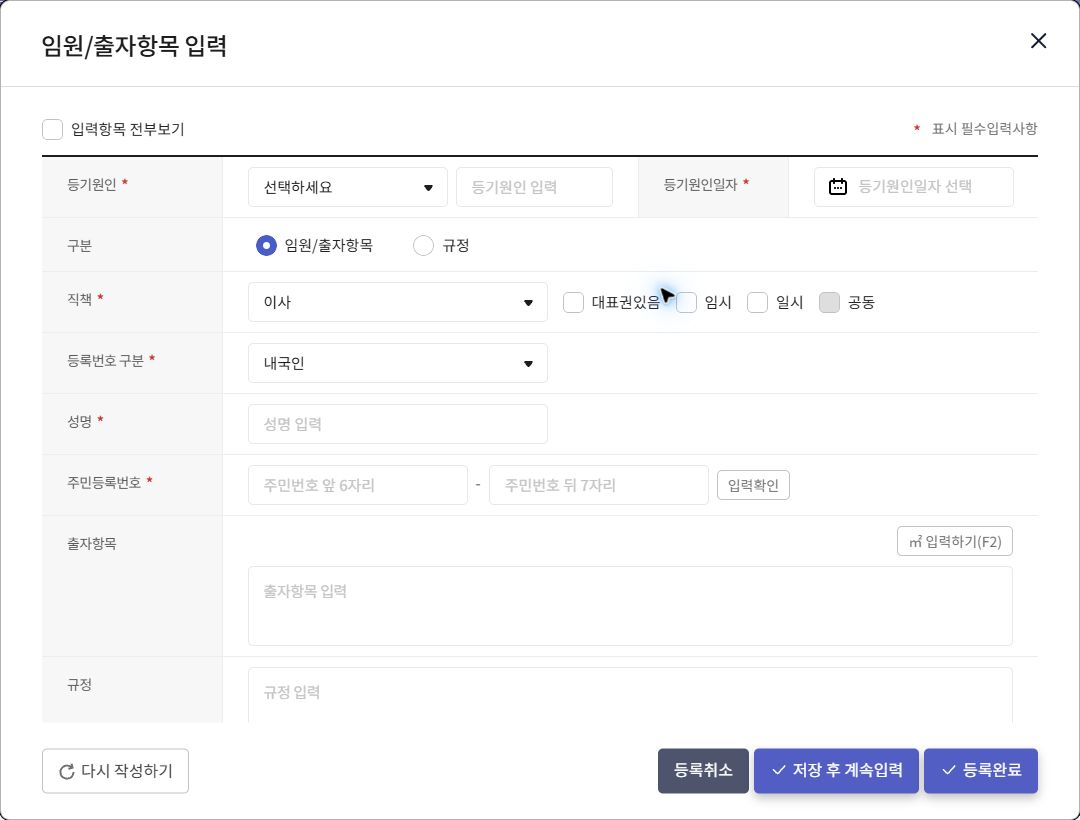 임원/출자항목 입력
입력항목 전부보기
* 표시 필수입력사항
등기원인 * 선택하세요 등기원인 입력 등기원인일자 * 등기원인일자 선택
구분 임원/출자항목 규정
직책 * 이사 대표권있음 임시 일시 공동
등록번호 구분 * 내국인
성명 * 성명 입력
주민등록번호 * 주민번호 앞 6자리 - 주민번호 뒤 7자리 입력확인
출자항목 ㎡ 입력하기(F2)
출자항목 입력
규정 규정 입력
다시 작성하기 등록취소 저장 후 계속입력 등록완료